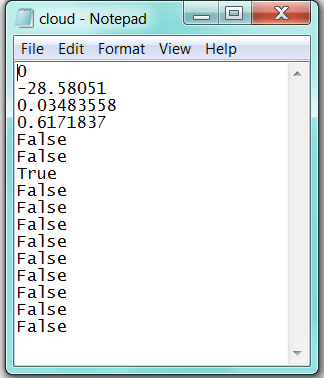 cloud - Notepad
File Edit Format View Help
0
-28.58051
0.03483558
0.6171837
False
False
True
False
False
False
False
False
False
False
False
False